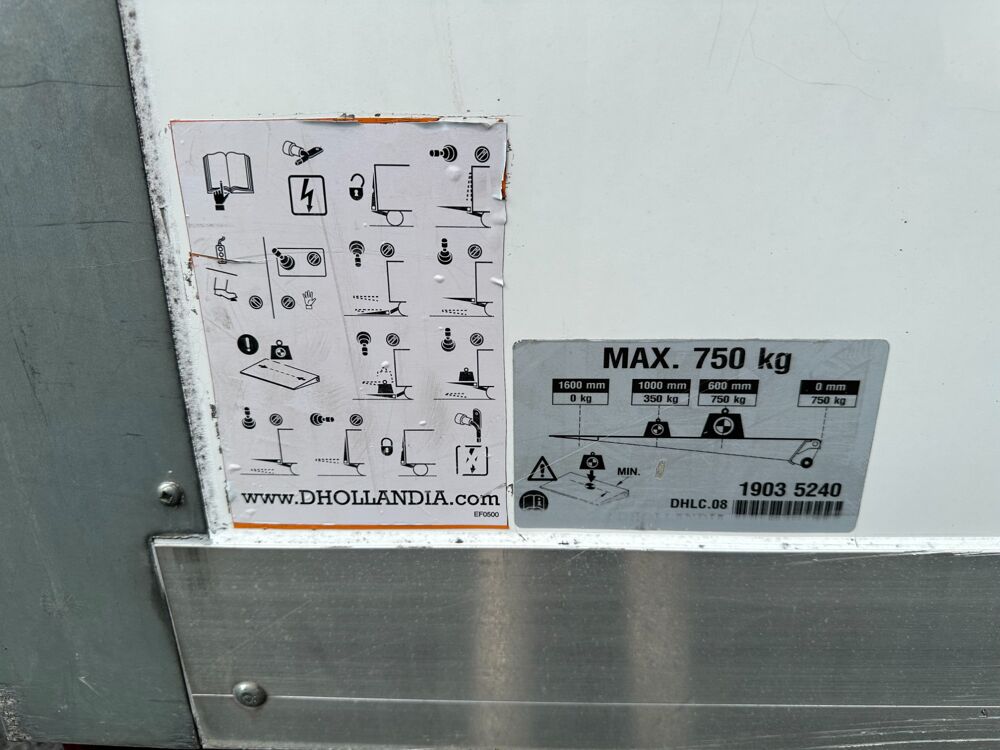 www.DHOLLANDIA.com
EF0500
MAX. 750 kg
1600 mm 1000 mm 600 mm 0 mm
0 kg 350 kg 750 kg 750 kg
MIN.
1903 5240
DHLC.08